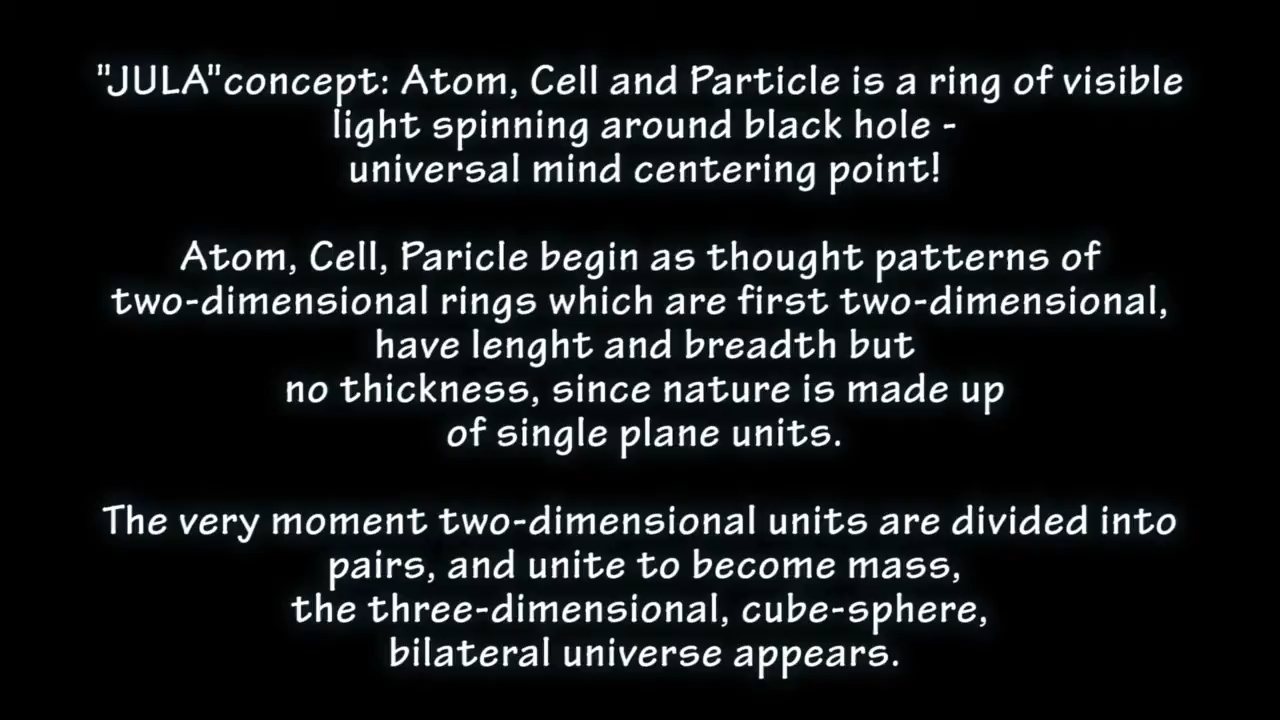 "JULA"concept: Atom, Cell and Particle is a ring of visible
light spinning around black hole -
universal mind centering point!
Atom, Cell, Paricle begin as thought patterns of
two-dimensional rings which are first two-dimensional,
have lenght and breadth but
no thickness, since nature is made up
of single plane units.
The very moment two-dimensional units are divided into
pairs, and unite to become mass,
the three-dimensional, cube-sphere,
bilateral universe appears.